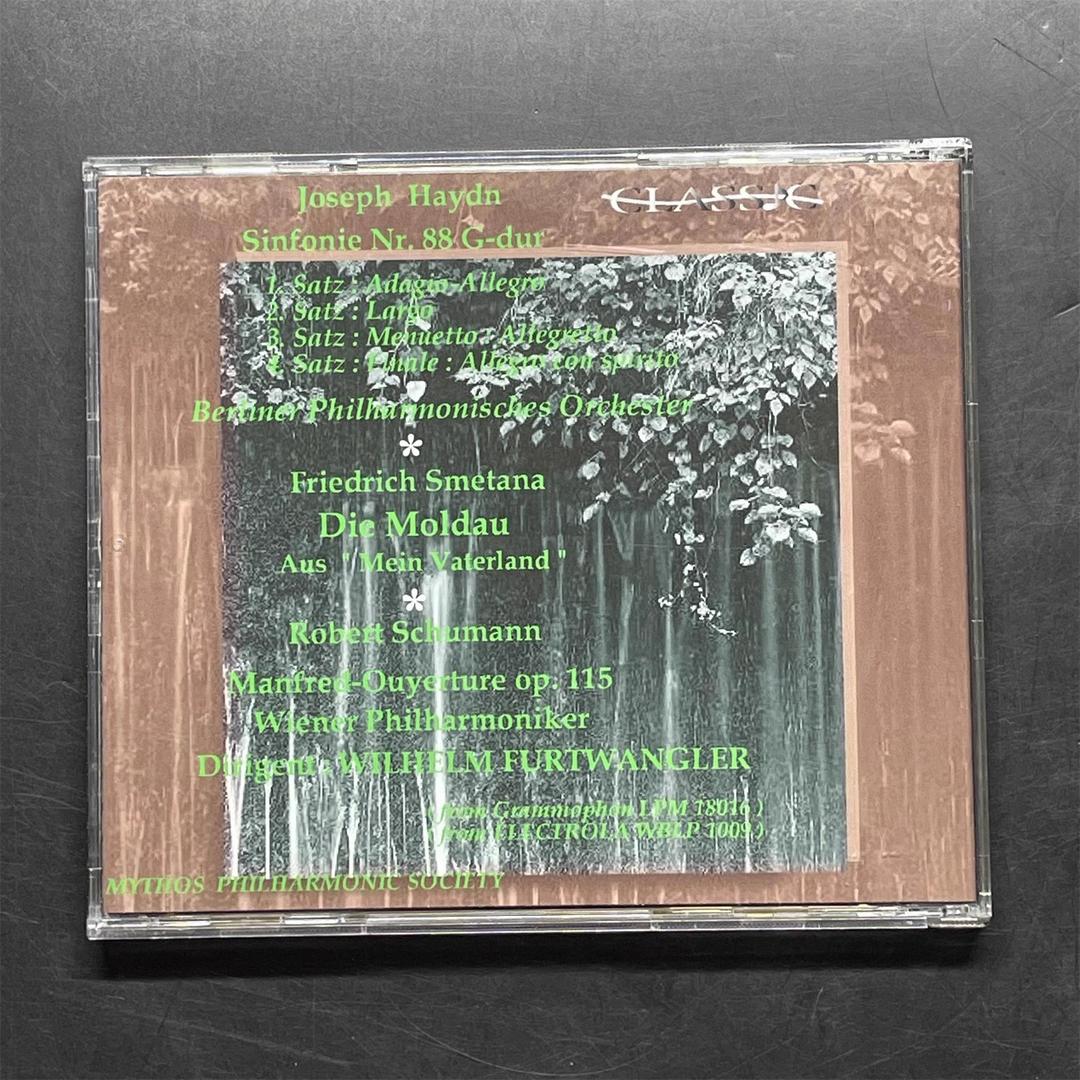 Joseph Haydn
CLASSIC
Sinfonie Nr. 88 G-dur
1. Satz : Adagio-Allegro
2. Satz : Largo
3. Satz : Menuetto : Allegretto
4. Satz : Finale : Allegro con spirito
Berliner Philharmonisches Orchester
*
Friedrich Smetana
Die Moldau
Aus " Mein Vaterland "
*
Robert Schumann
Manfred-Ouyerture op. 115
Wiener Philharmoniker
Dirigent : WILHELM FURTWANGLER
( from Grammophon LPM 18016 )
( from ELECTROLA WBLP 1009 )
MYTHOS PHILHARMONIC SOCIETY